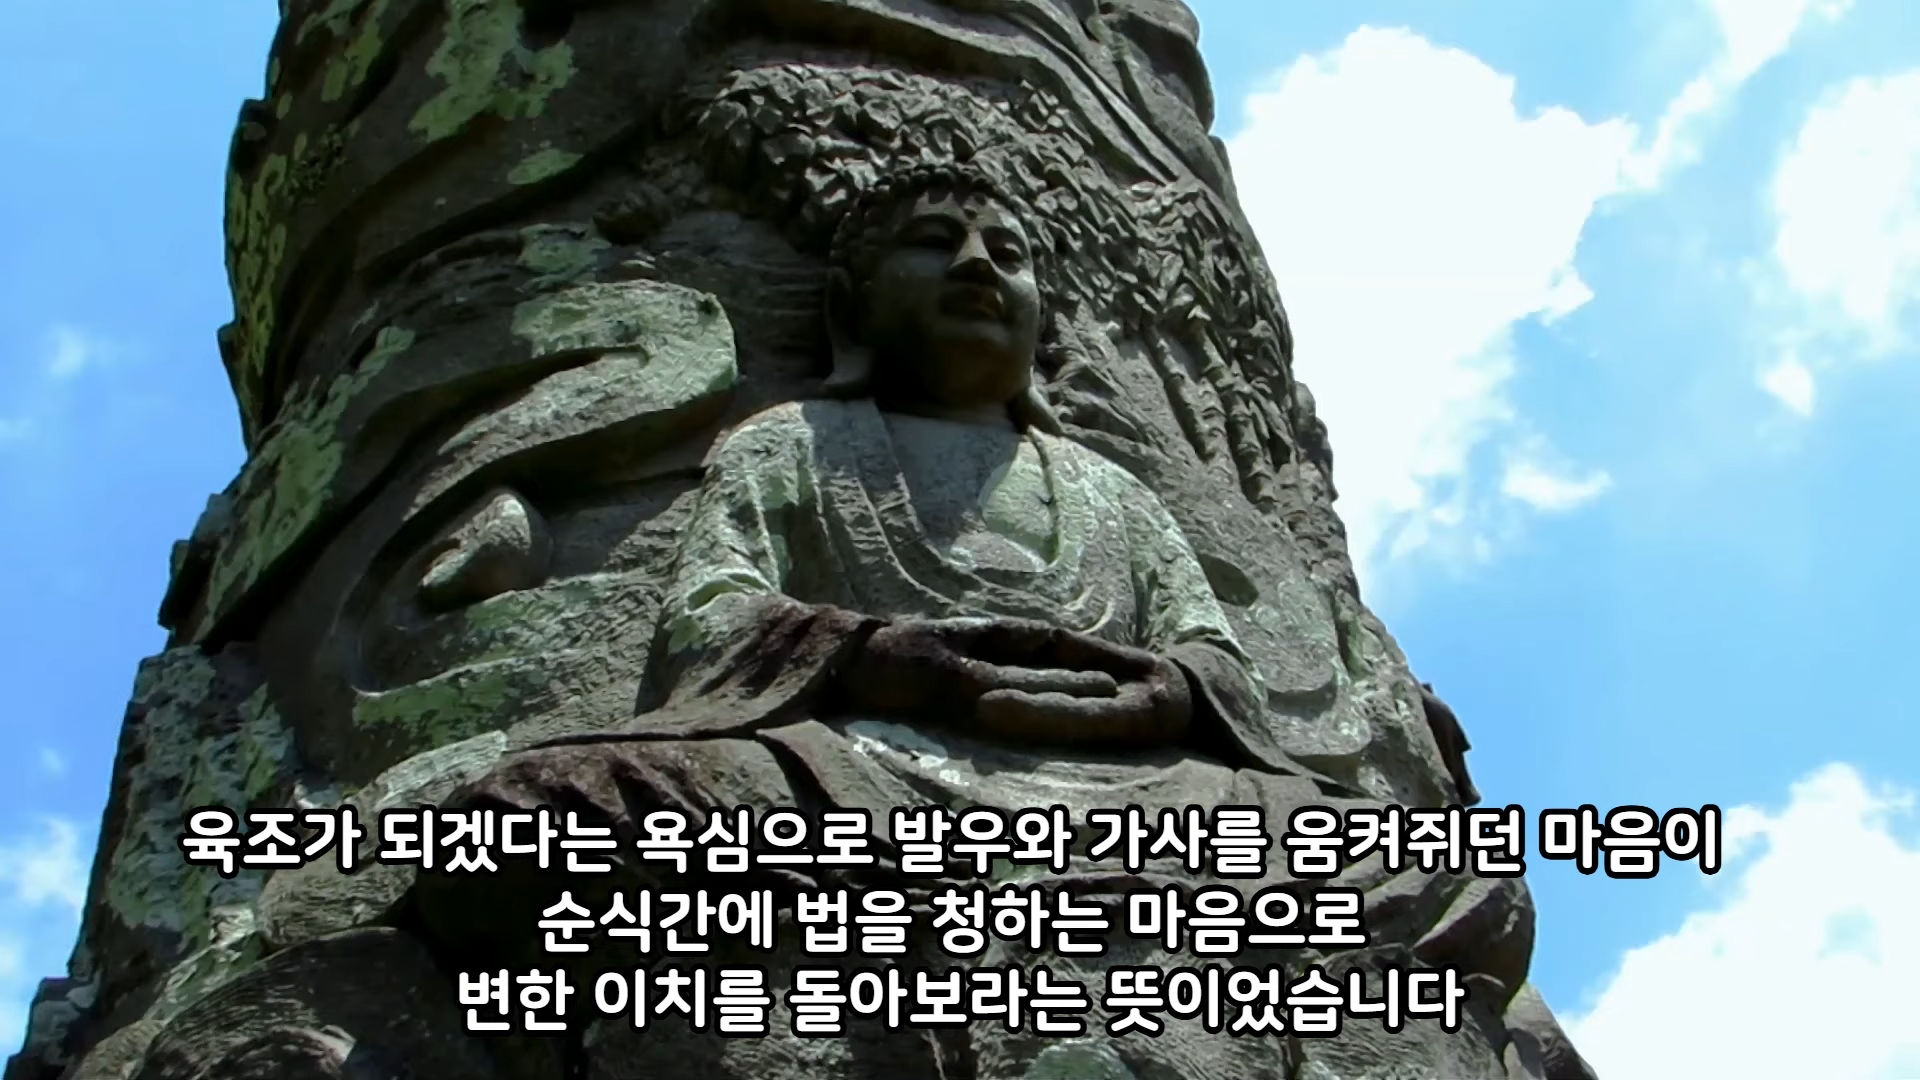 육조가 되겠다는 욕심으로 발우와 가사를 움켜쥐던 마음이
순식간에 법을 청하는 마음으로
변한 이치를 돌아보라는 뜻이었습니다